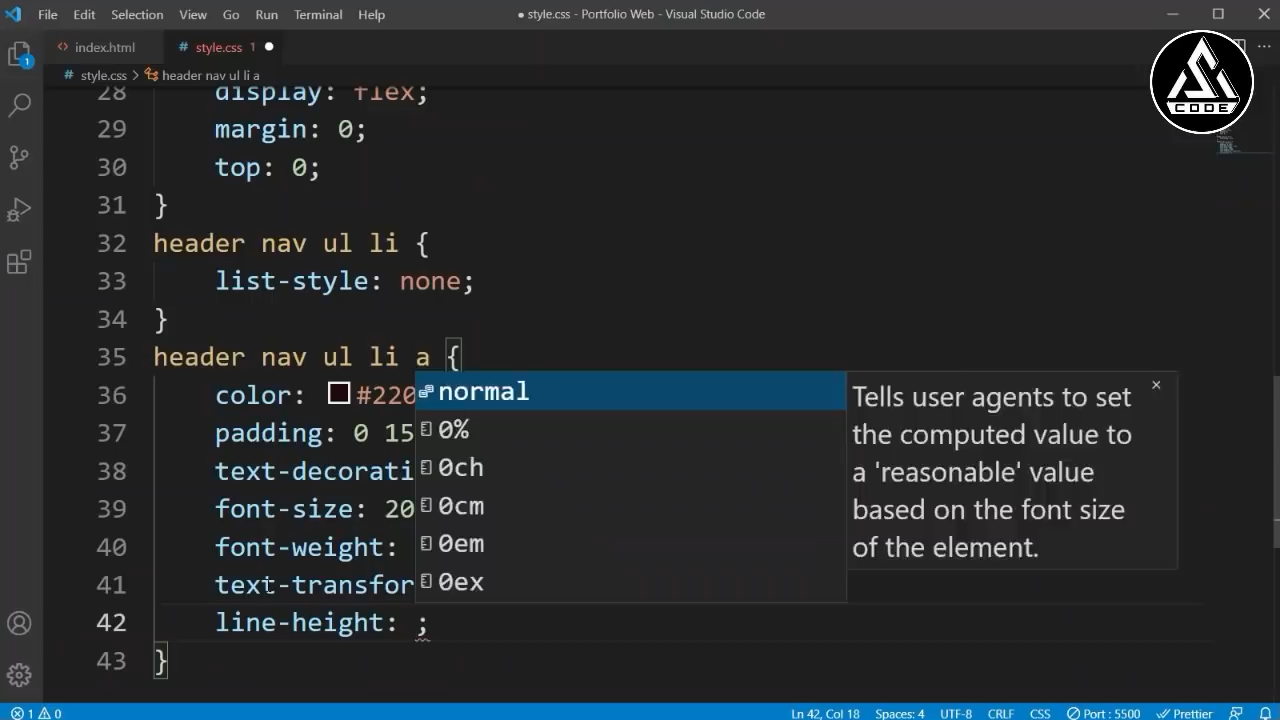 File Edit Selection View Go Run Terminal Help ● style.css - Portfolio Web - Visual Studio Code
<> index.html # style.css 1 ●
# style.css > header nav ul li a
CODE
28 display: flex;
29 margin: 0;
30 top: 0;
31 }
32 header nav ul li {
33 list-style: none;
34 }
35 header nav ul li a {
36 color: #220
37 padding: 0 15
38 text-decorati
39 font-size: 20
40 font-weight:
41 text-transfor
42 line-height: ;
43 }
normal
0%
0ch
0cm
0em
0ex
Tells user agents to set
the computed value to
a 'reasonable' value
based on the font size
of the element.
1
1 0 Ln 42, Col 18 Spaces: 4 UTF-8 CRLF CSS Port : 5500 Prettier